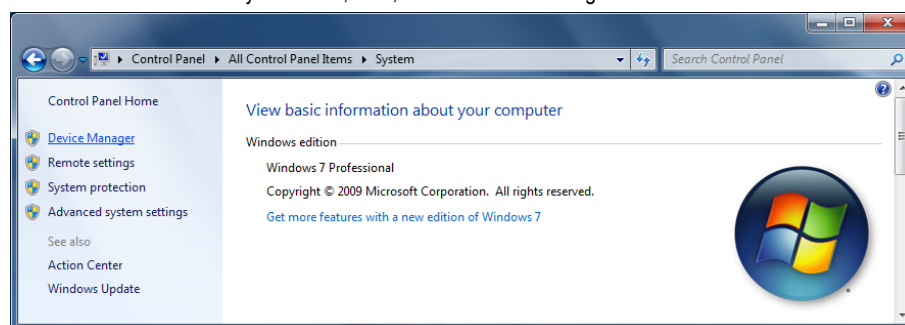 Control Panel ▸ All Control Panel Items ▸ System
Search Control Panel
Control Panel Home
Device Manager
Remote settings
System protection
Advanced system settings
See also
Action Center
Windows Update
View basic information about your computer
Windows edition
Windows 7 Professional
Copyright © 2009 Microsoft Corporation. All rights reserved.
Get more features with a new edition of Windows 7